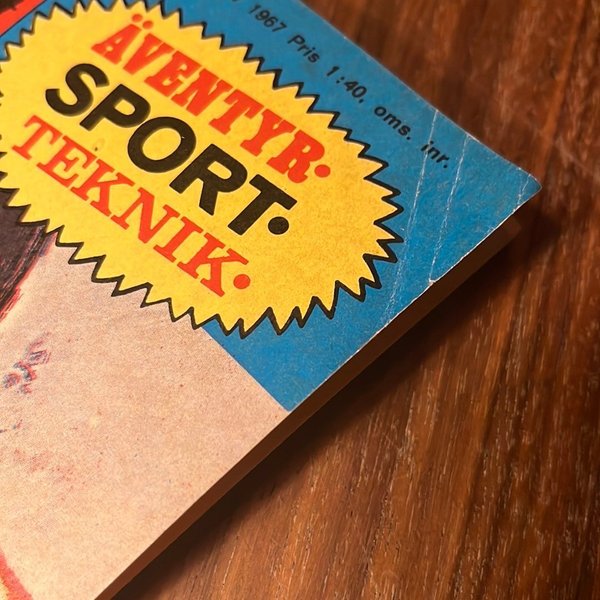 1967 Pris 1:40, oms. inr.
ÄVENTYR•
SPORT•
TEKNIK•